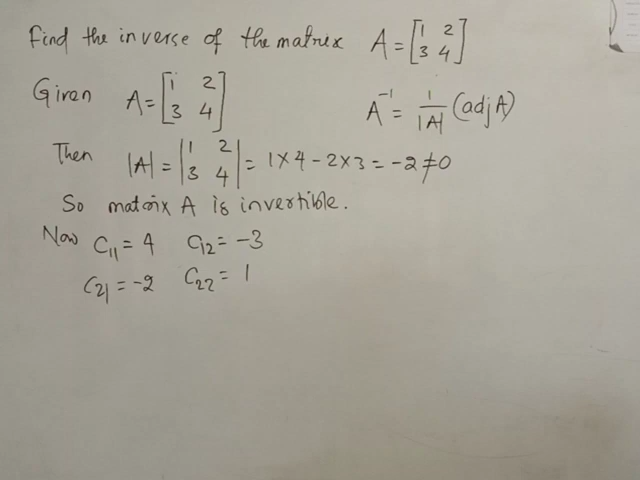 Find the inverse of the matrix A = [1 2 3 4]
Given A = [1 2 3 4] A⁻¹ = 1/|A| (adj A)
Then |A| = |1 2 3 4| = 1 × 4 - 2 × 3 = -2 ≠ 0
So matrix A is invertible.
Now C₁₁ = 4 C₁₂ = -3
C₂₁ = -2 C₂₂ = 1